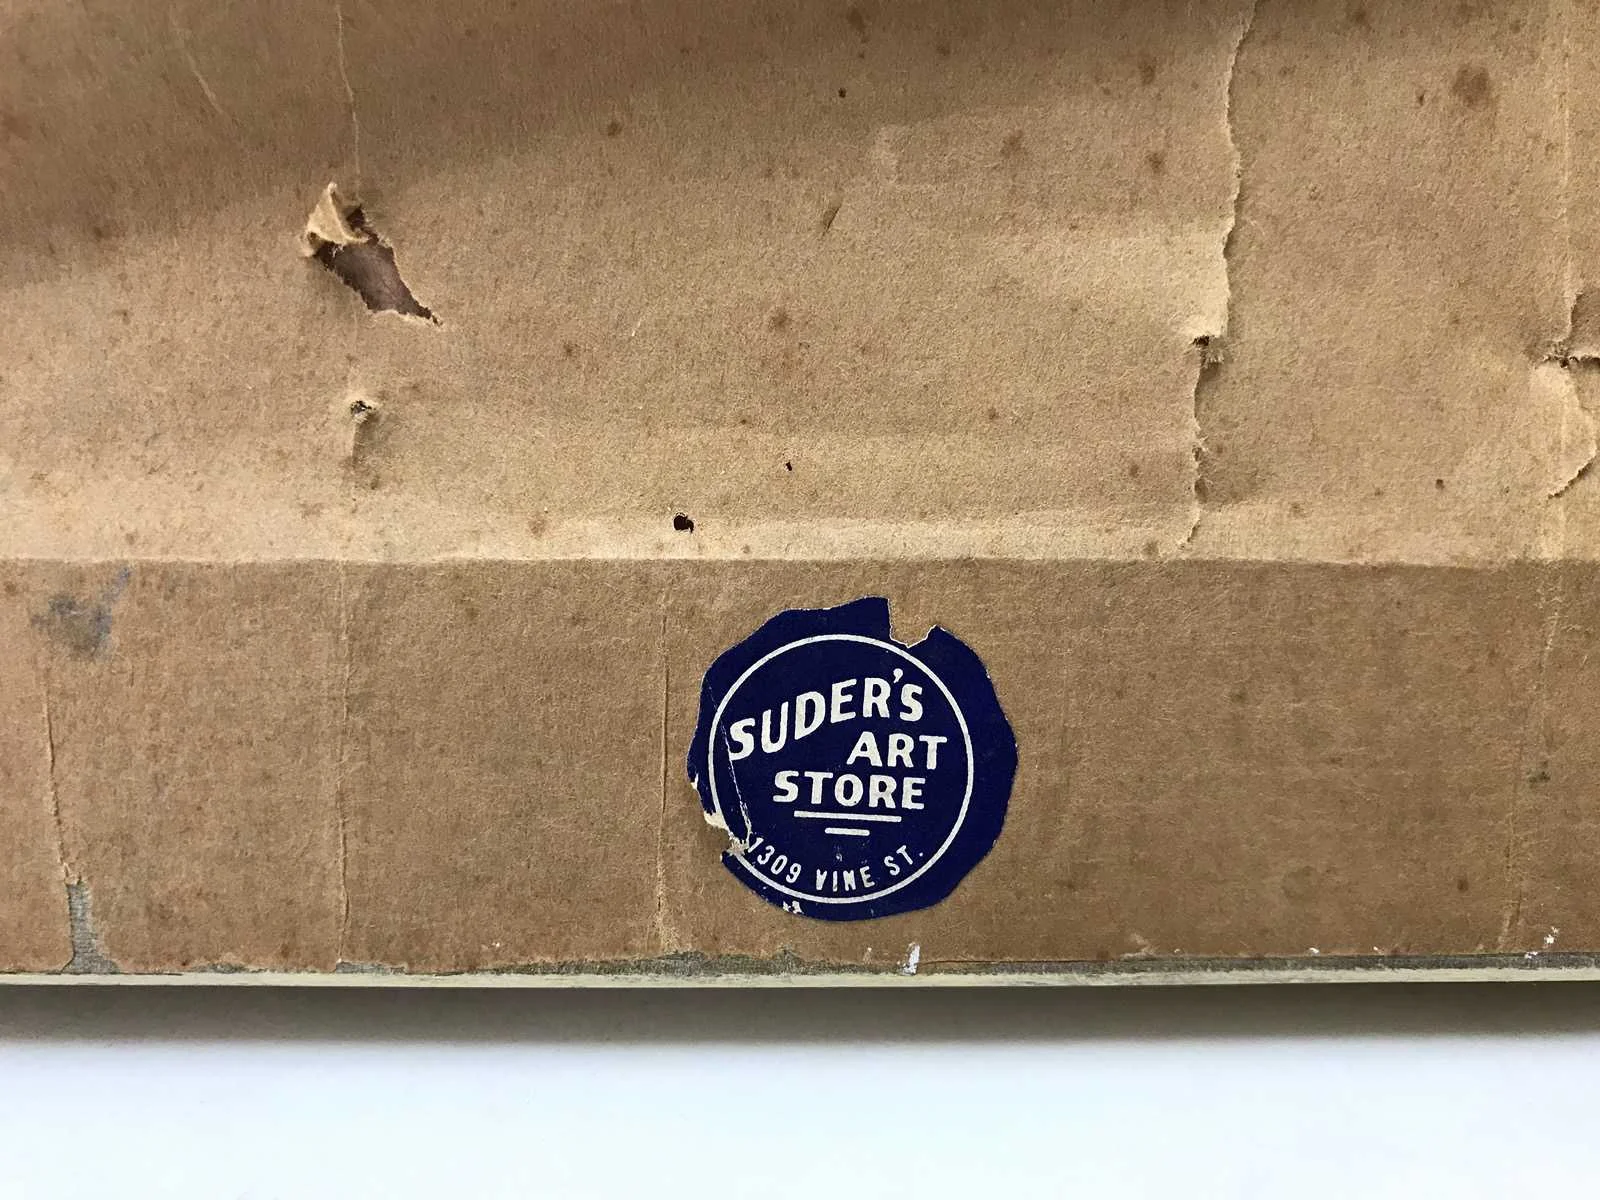 SUDER'S
ART
STORE
1309 VINE ST.